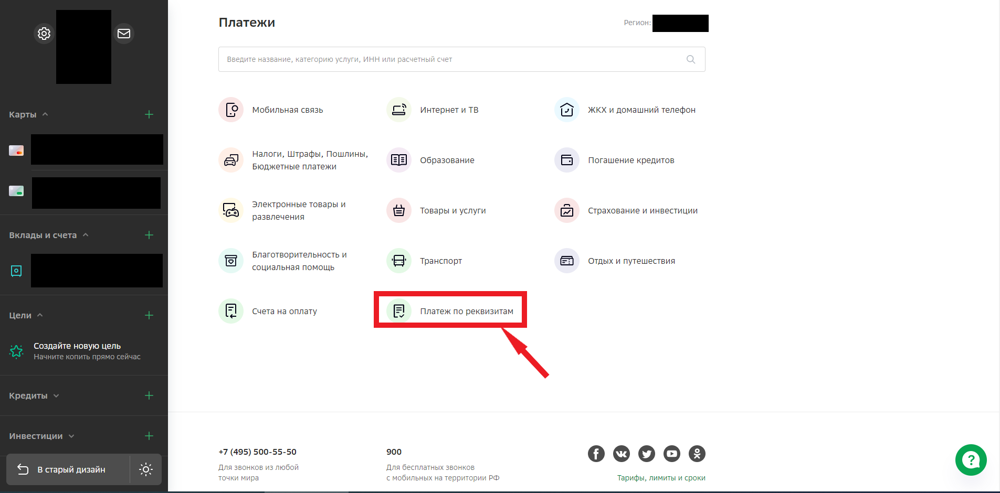 Карты
Вклады и счета
Цели
Создайте новую цель
Начните копить прямо сейчас
Кредиты
Инвестиции
В старый дизайн
Платежи
Регион:
Введите название, категорию услуги, ИНН или расчетный счет
Мобильная связь
Интернет и ТВ
ЖКХ и домашний телефон
Налоги, Штрафы, Пошлины,
Бюджетные платежи
Образование
Погашение кредитов
Электронные товары и
развлечения
Товары и услуги
Страхование и инвестиции
Благотворительность и
социальная помощь
Транспорт
Отдых и путешествия
Счета на оплату
Платеж по реквизитам
+7 (495) 500-55-50
Для звонков из любой
точки мира
900
Для бесплатных звонков
с мобильных на территории РФ
Тарифы, лимиты и сроки